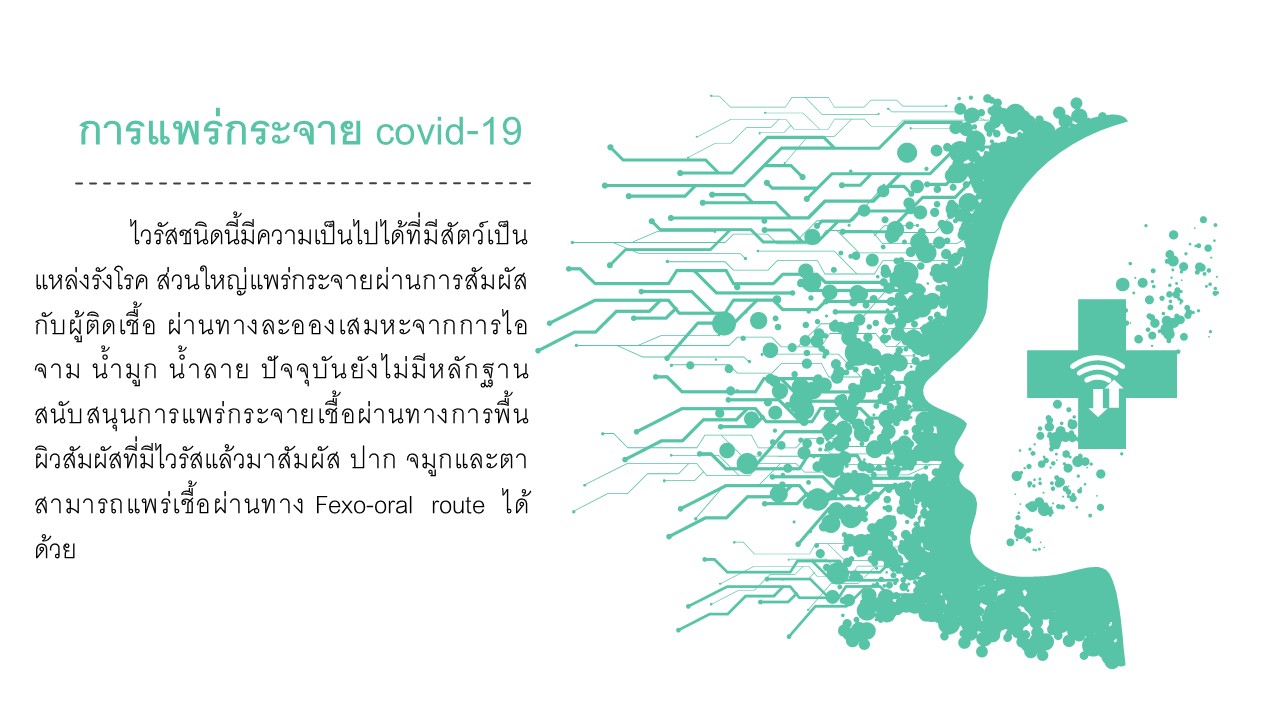 การแพร่กระจาย covid-19
ไวรัสชนิดนี้มีความเป็นไปได้ที่มีสัตว์เป็น
แหล่งรังโรค ส่วนใหญ่แพร่กระจายผ่านการสัมผัส
กับผู้ติดเชื้อ ผ่านทางละอองเสมหะจากการไอ
จาม น้ำมูก น้ำลาย ปัจจุบันยังไม่มีหลักฐาน
สนับสนุนการแพร่กระจายเชื้อผ่านทางการพื้น
ผิวสัมผัสที่มีไวรัสแล้วมาสัมผัส ปาก จมูกและตา
สามารถแพร่เชื้อผ่านทาง Fexo-oral route ได้
ด้วย